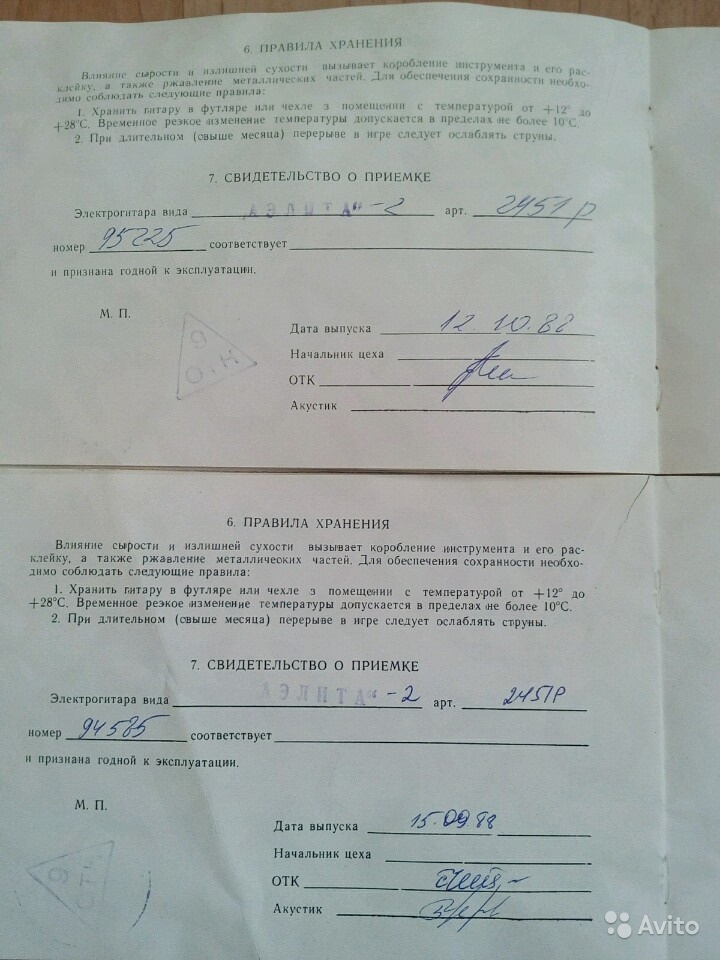 6. ПРАВИЛА ХРАНЕНИЯ
Влияние сырости и излишней сухости вызывает коробление инструмента и его рас-
клейку, а также ржавление металлических частей. Для обеспечения сохранности необхо-
димо соблюдать следующие правила:
1. Хранить гитару в футляре или чехле з помещении с температурой от +12° до
+28°С. Временное резкое изменение температуры допускается в пределах не более 10°С.
2. При длительном (свыше месяца) перерыве в игре следует ослаблять струны.
7. СВИДЕТЕЛЬСТВО О ПРИЕМКЕ
Электрогитара вида -2 арт. 2451р
номер 95225 соответствует
и признана годной к эксплуатации.
М. П.
Дата выпуска 12.10.88
Начальник цеха
ОТК
Акустик
6. ПРАВИЛА ХРАНЕНИЯ
Влияние сырости и излишней сухости вызывает коробление инструмента и его рас-
клейку, а также ржавление металлических частей. Для обеспечения сохранности необхо-
димо соблюдать следующие правила:
1. Хранить гитару в футляре или чехле з помещении с температурой от +12° до
+28°С. Временное резкое изменение температуры допускается в пределах не более 10°С.
2. При длительном (свыше месяца) перерыве в игре следует ослаблять струны.
7. СВИДЕТЕЛЬСТВО О ПРИЕМКЕ
Электрогитара вида -2 арт. 2451Р
номер 94585 соответствует
и признана годной к эксплуатации.
М. П.
Дата выпуска 15.09.88
Начальник цеха
ОТК
Акустик
Avito